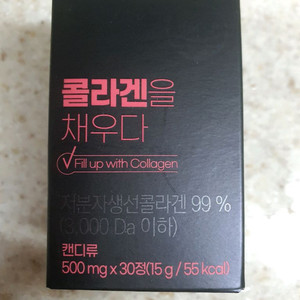 콜라겐을
채우다
Fill up with Collagen
저분자생선콜라겐 99 %
(3,000 Da 이하)
캔디류
500 mg x 30정(15 g / 55 kcal)